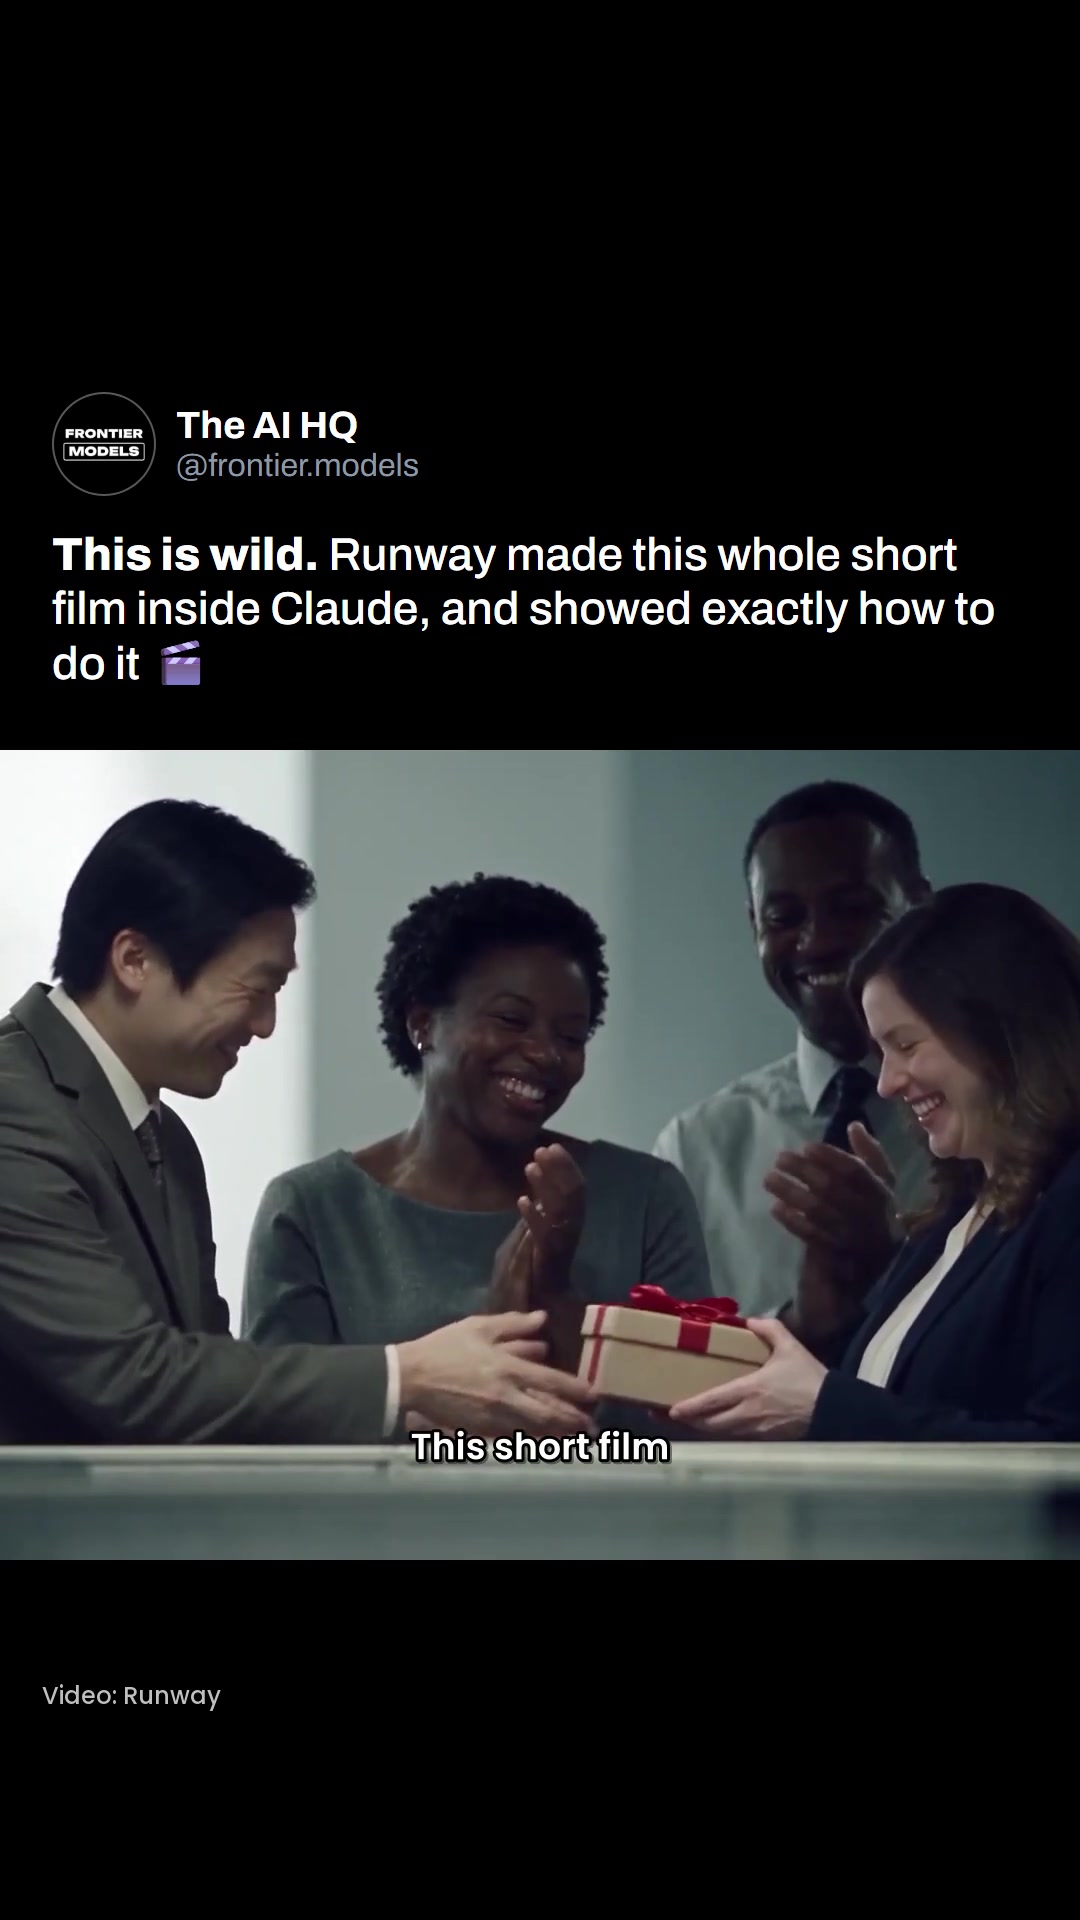 FRONTIER
MODELS
The AI HQ
@frontier.models
This is wild. Runway made this whole short
film inside Claude, and showed exactly how to
do it 🎬
This short film
Video: Runway